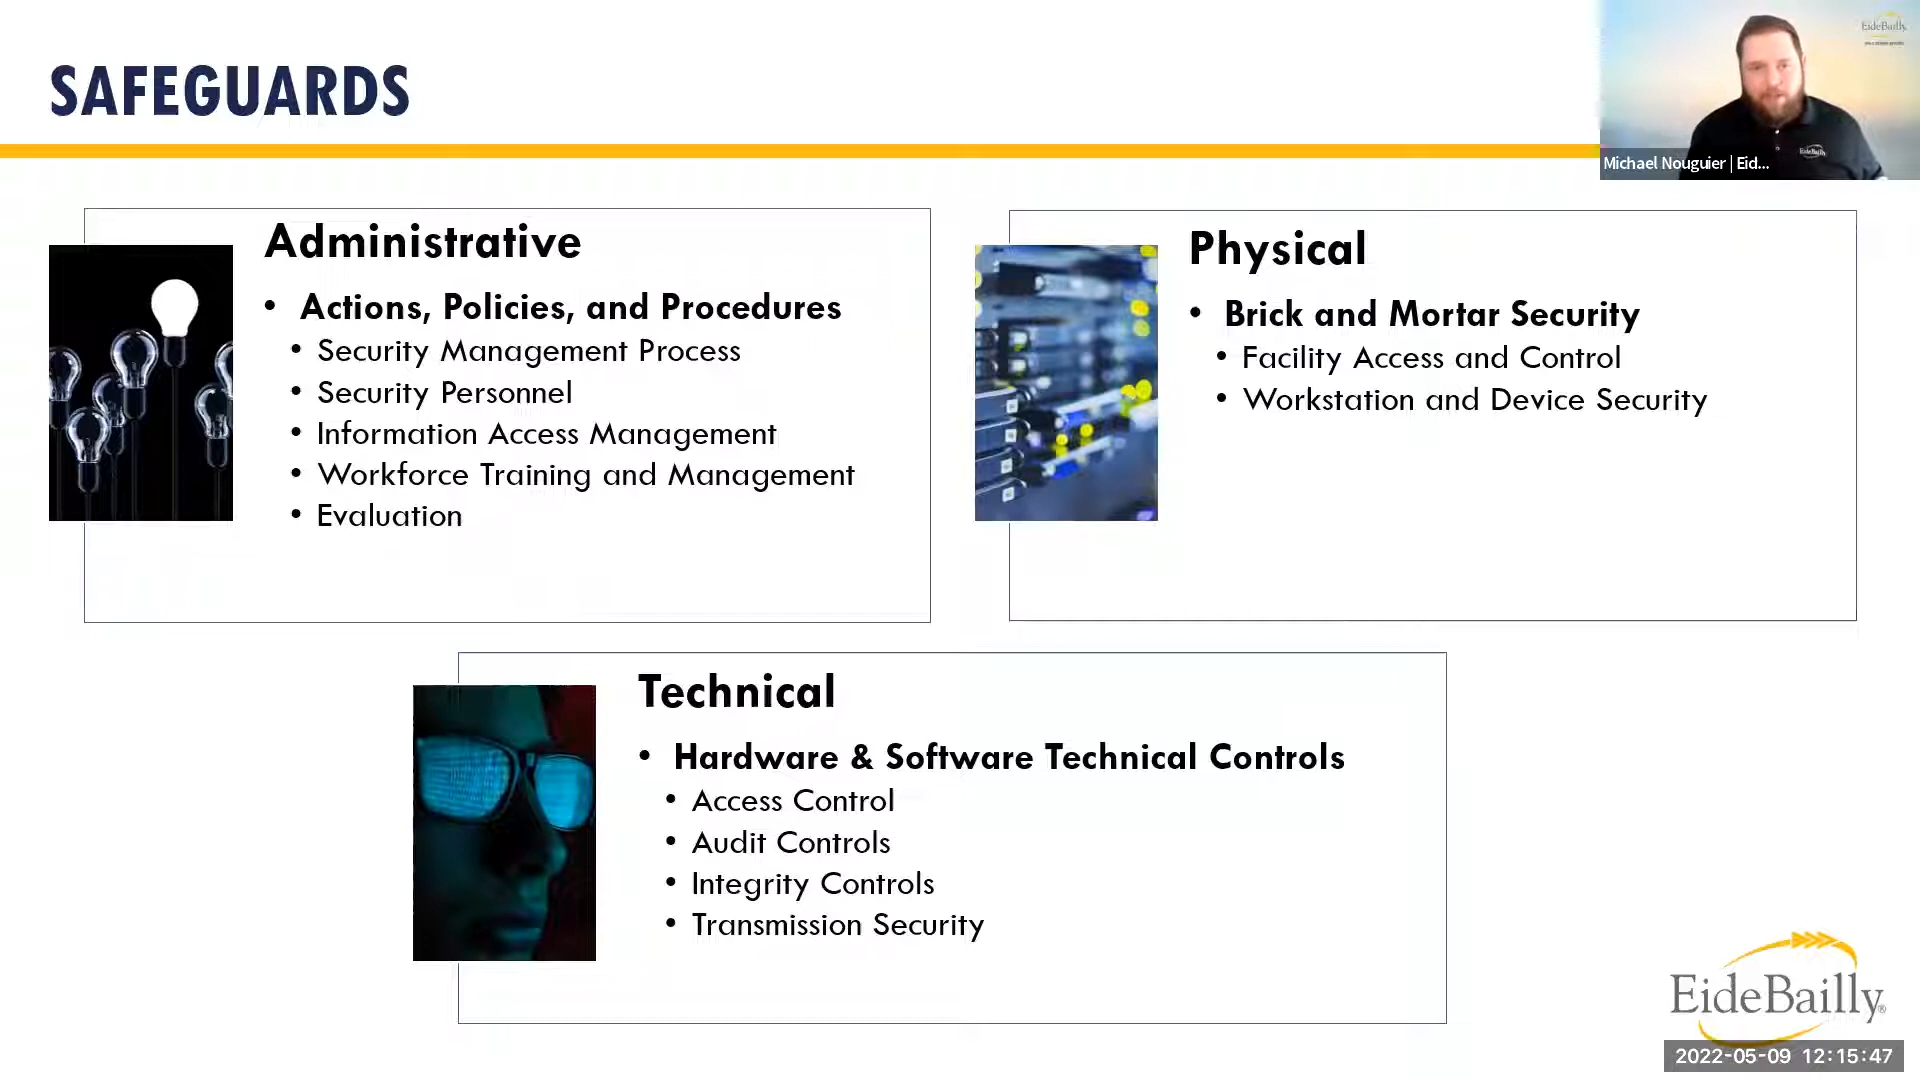 SAFEGUARDS
EideBailly
Michael Nouguier | Eid...
EideBailly
Administrative
• Actions, Policies, and Procedures
• Security Management Process
• Security Personnel
• Information Access Management
• Workforce Training and Management
• Evaluation
Physical
• Brick and Mortar Security
• Facility Access and Control
• Workstation and Device Security
Technical
• Hardware & Software Technical Controls
• Access Control
• Audit Controls
• Integrity Controls
• Transmission Security
EideBailly®
2022-05-09 12:15:47